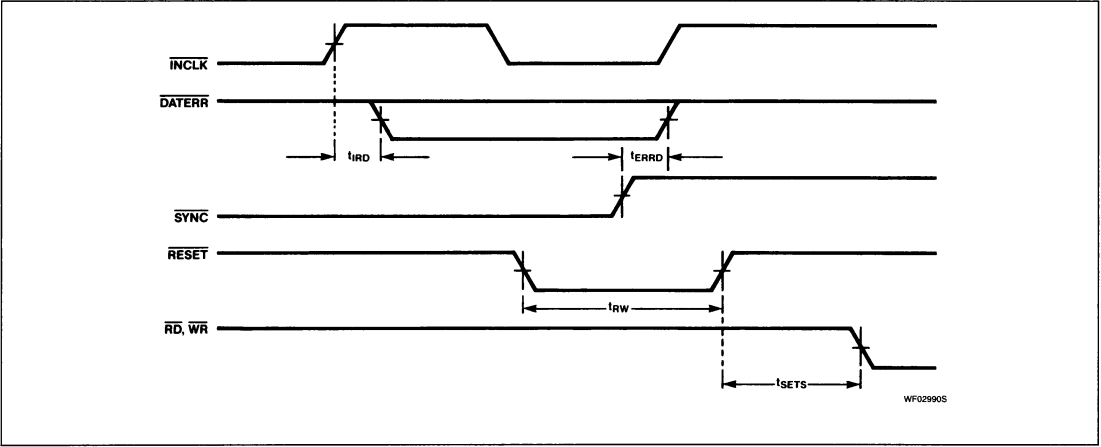 INCLK
DATERR
tIRD
tERRD
SYNC
RESET
tRW
RD, WR
tSETS
WF02990S